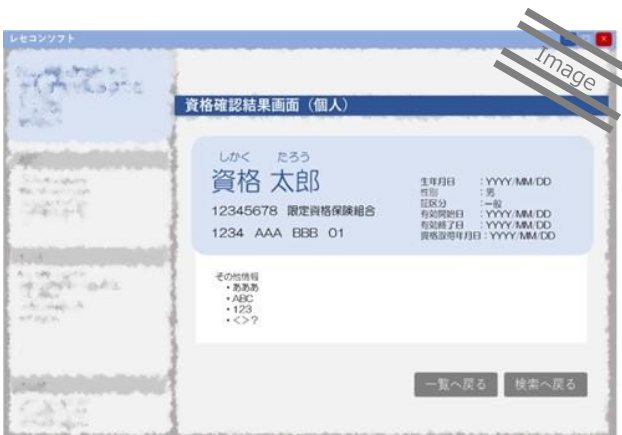 レセコンソフト
Image
資格確認結果画面（個人）
しかく たろう
資格 太郎
12345678 限定資格保険組合
1234 AAA BBB 01
生年月日 : YYYY/MM/DD
性別 : 男
証区分 : 一般
有効開始日 : YYYY/MM/DD
有効終了日 : YYYY/MM/DD
資格取得年月日 : YYYY/MM/DD
その他情報
・あああ
・ABC
・123
・<>?
一覧へ戻る
検索へ戻る